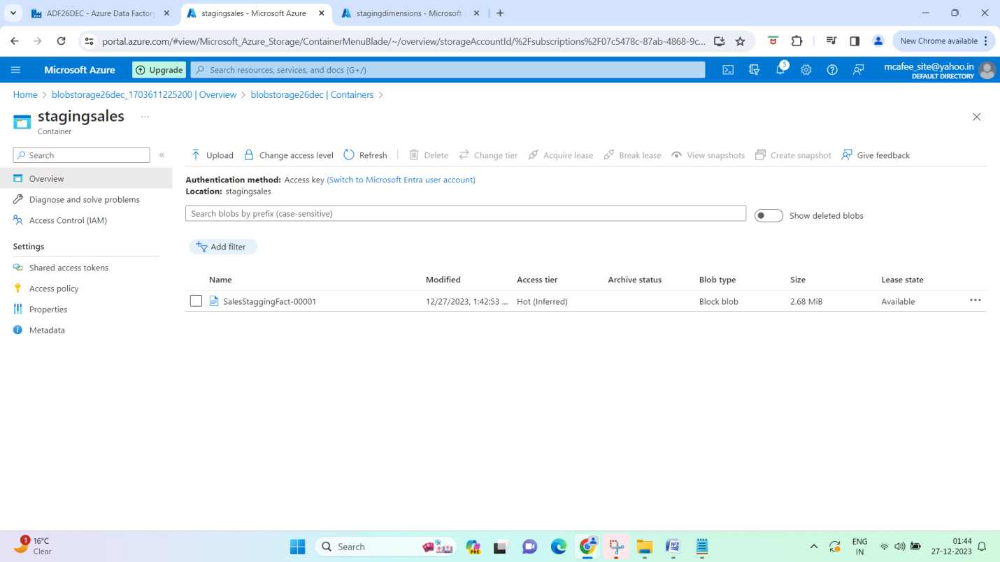 ADF26DEC - Azure Data Factory
stagingsales - Microsoft Azure
stagingdimensions - Microsoft
portal.azure.com/#view/Microsoft_Azure_Storage/ContainerMenuBlade/~/overview/storageAccountId/%2Fsubscriptions%2F07c5478c-87ab-4868-9c...
New Chrome available
Microsoft Azure
Upgrade
Search resources, services, and docs (G+/)
5
mcafee_site@yahoo.in
DEFAULT DIRECTORY
Home > blobstorage26dec_1703611225200 | Overview > blobstorage26dec | Containers >
stagingsales ...
Container
Search
«
Upload Change access level Refresh Delete Change tier Acquire lease Break lease View snapshots Create snapshot Give feedback
Overview
Diagnose and solve problems
Access Control (IAM)
Settings
Shared access tokens
Access policy
Properties
Metadata
Authentication method: Access key (Switch to Microsoft Entra user account)
Location: stagingsales
Search blobs by prefix (case-sensitive)
Show deleted blobs
Add filter
Name Modified Access tier Archive status Blob type Size Lease state
SalesStaggingFact-00001 12/27/2023, 1:42:53 ... Hot (Inferred) Block blob 2.68 MiB Available
1
16°C
Clear
Search
PRE
ENG
IN
01:44
27-12-2023